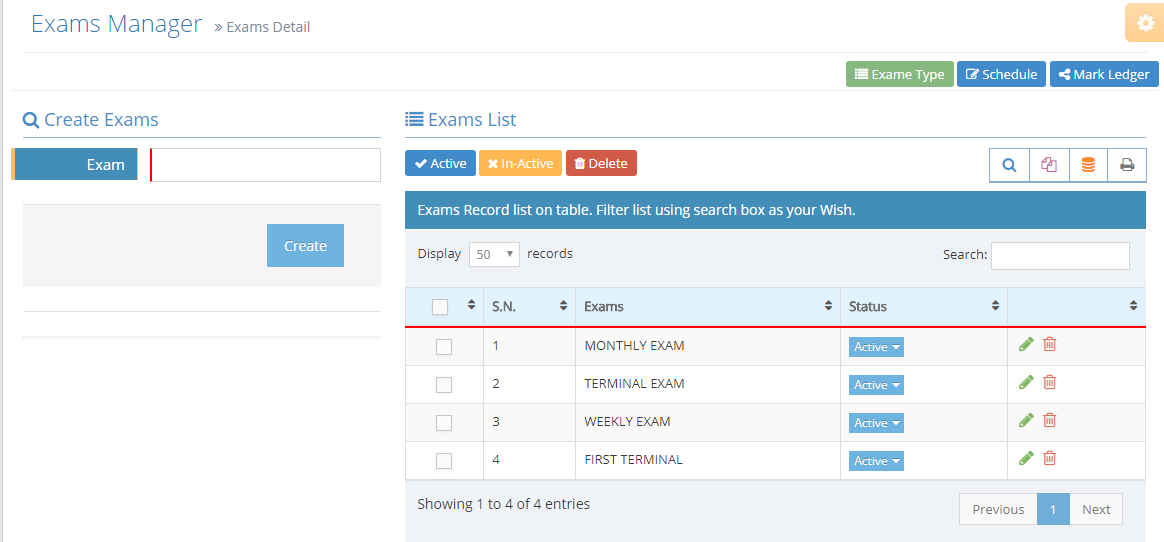 Exams Manager » Exams Detail
Exame Type Schedule Mark Ledger
Create Exams
Exam
Create
Exams List
Active In-Active Delete
Exams Record list on table. Filter list using search box as your Wish.
Display 50 records Search:
S.N. Exams Status
1 MONTHLY EXAM Active
2 TERMINAL EXAM Active
3 WEEKLY EXAM Active
4 FIRST TERMINAL Active
Showing 1 to 4 of 4 entries Previous 1 Next